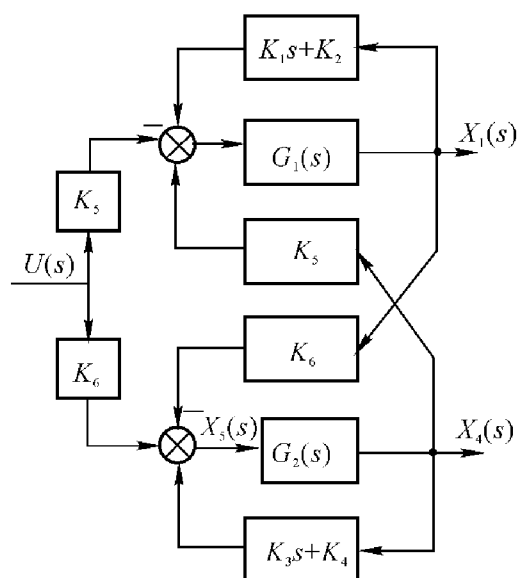 K₁s+K₂
−
G₁(s)
X₁(s)
K₅
K₅
U(s)
K₆
K₆
−
X₅(s)
G₂(s)
X₄(s)
K₃s+K₄